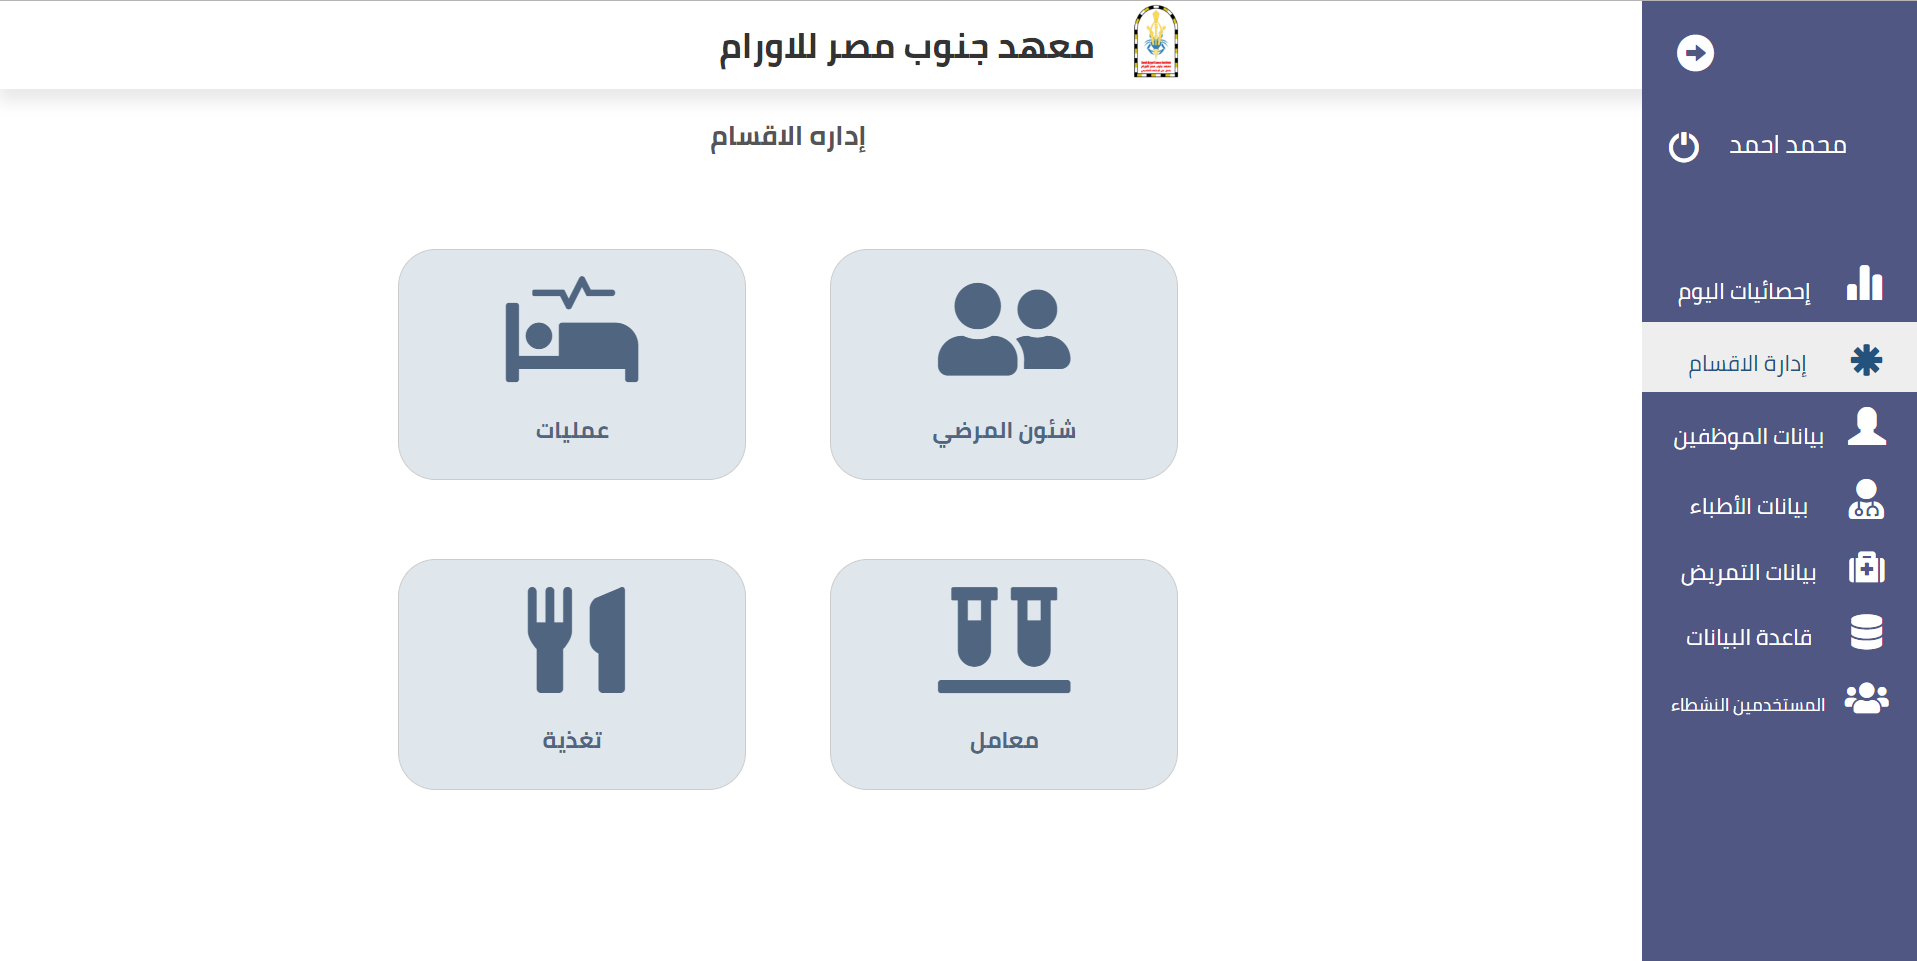 معهد جنوب مصر للاورام
إداره الاقسام
محمد احمد
إحصائيات اليوم
إدارة الاقسام
بيانات الموظفين
بيانات الأطباء
بيانات التمريض
قاعدة البيانات
المستخدمين النشطاء
شئون المرضي
عمليات
معامل
تغذية